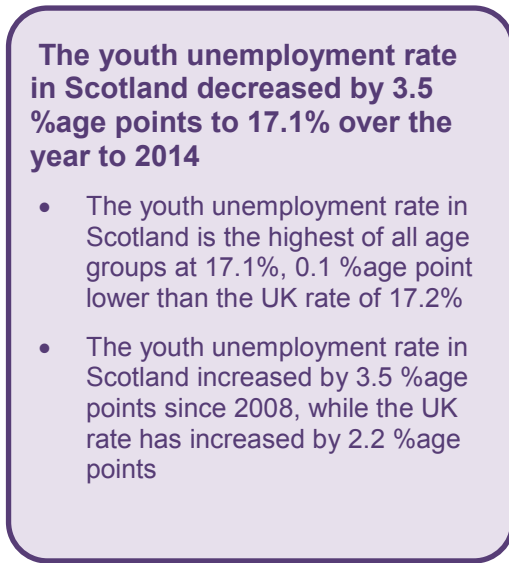 The youth unemployment rate
in Scotland decreased by 3.5
%age points to 17.1% over the
year to 2014
• The youth unemployment rate in
Scotland is the highest of all age
groups at 17.1%, 0.1 %age point
lower than the UK rate of 17.2%
• The youth unemployment rate in
Scotland increased by 3.5 %age
points since 2008, while the UK
rate has increased by 2.2 %age
points